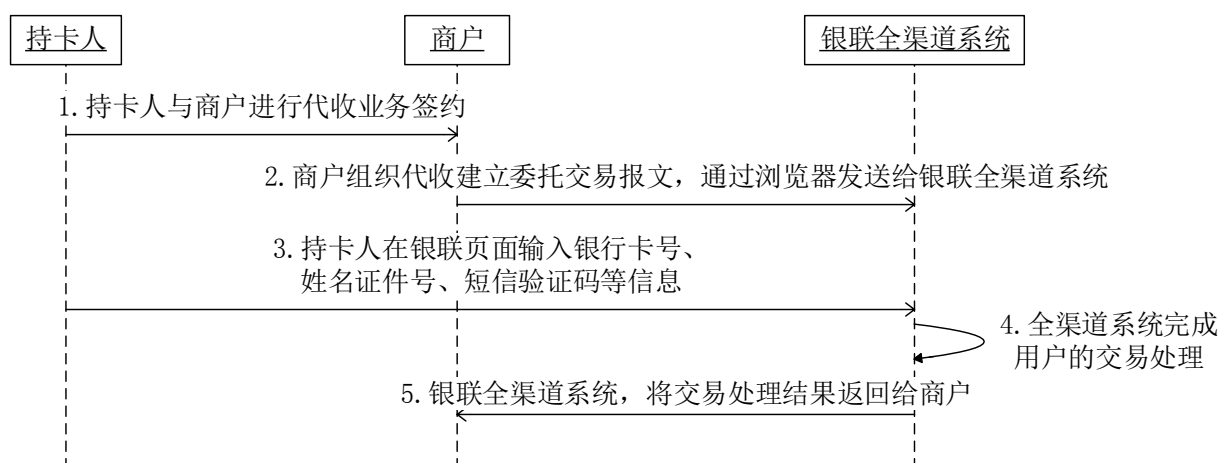 持卡人
商户
银联全渠道系统
1.持卡人与商户进行代收业务签约
2.商户组织代收建立委托交易报文，通过浏览器发送给银联全渠道系统
3.持卡人在银联页面输入银行卡号、
姓名证件号、短信验证码等信息
4.全渠道系统完成
用户的交易处理
5.银联全渠道系统，将交易处理结果返回给商户